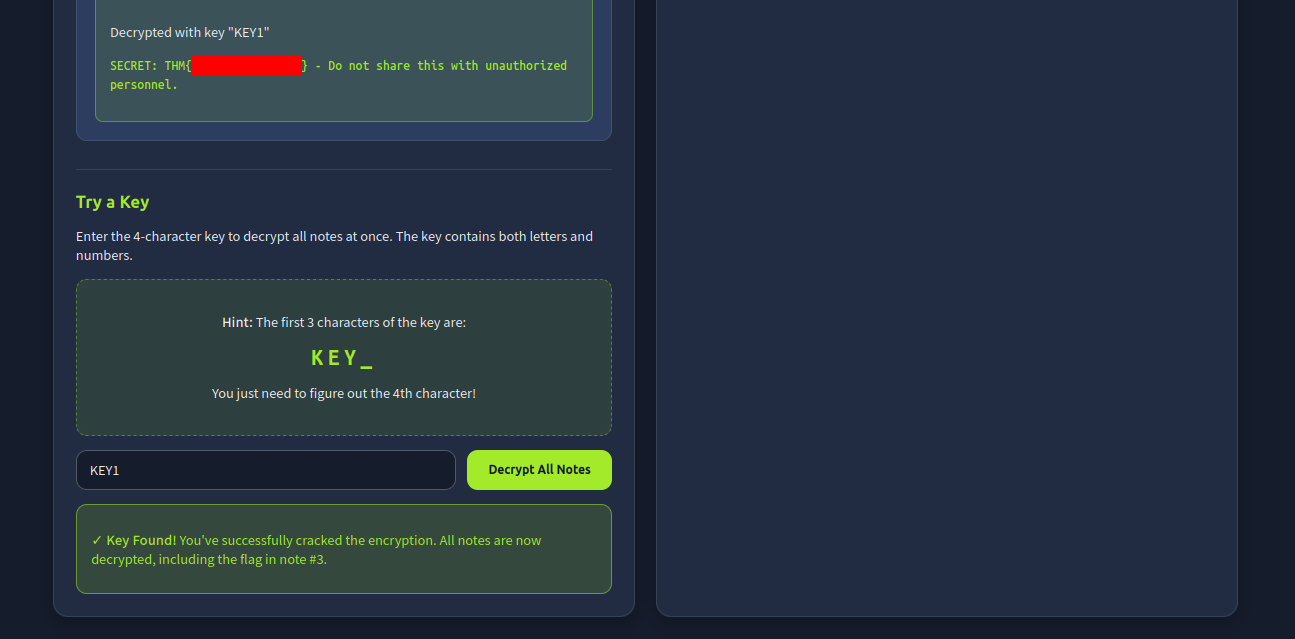 Decrypted with key "KEY1"
SECRET: THM{ } - Do not share this with unauthorized
personnel.
Try a Key
Enter the 4-character key to decrypt all notes at once. The key contains both letters and
numbers.
Hint: The first 3 characters of the key are:
KEY_
You just need to figure out the 4th character!
KEY1
Decrypt All Notes
✓ Key Found! You've successfully cracked the encryption. All notes are now
decrypted, including the flag in note #3.